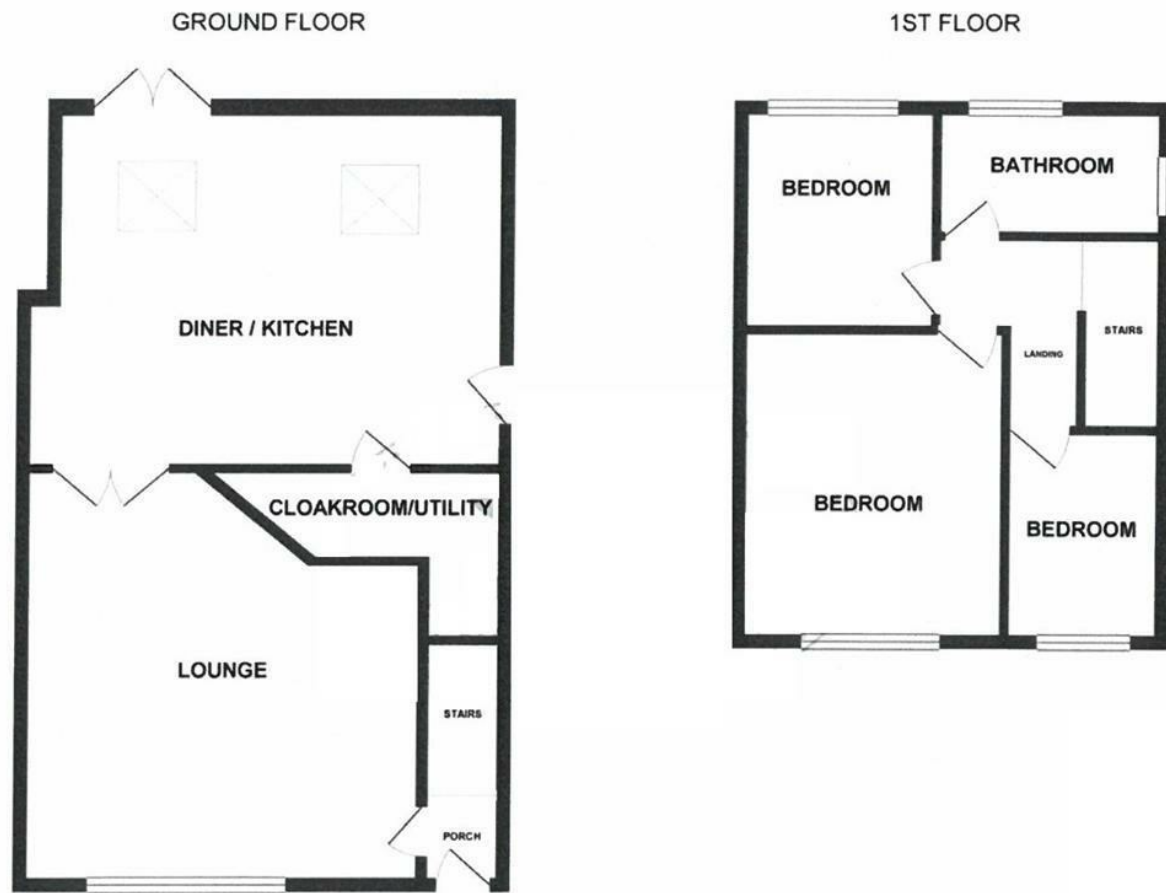 GROUND FLOOR
DINER / KITCHEN
CLOAKROOM/UTILITY
LOUNGE
STAIRS
PORCH
1ST FLOOR
BEDROOM
BATHROOM
STAIRS
LANDING
BEDROOM
BEDROOM